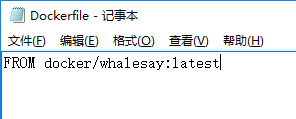 Dockerfile - 记事本
文件(F) 编辑(E) 格式(O) 查看(V) 帮助(H)
FROM docker/whalesay:latest